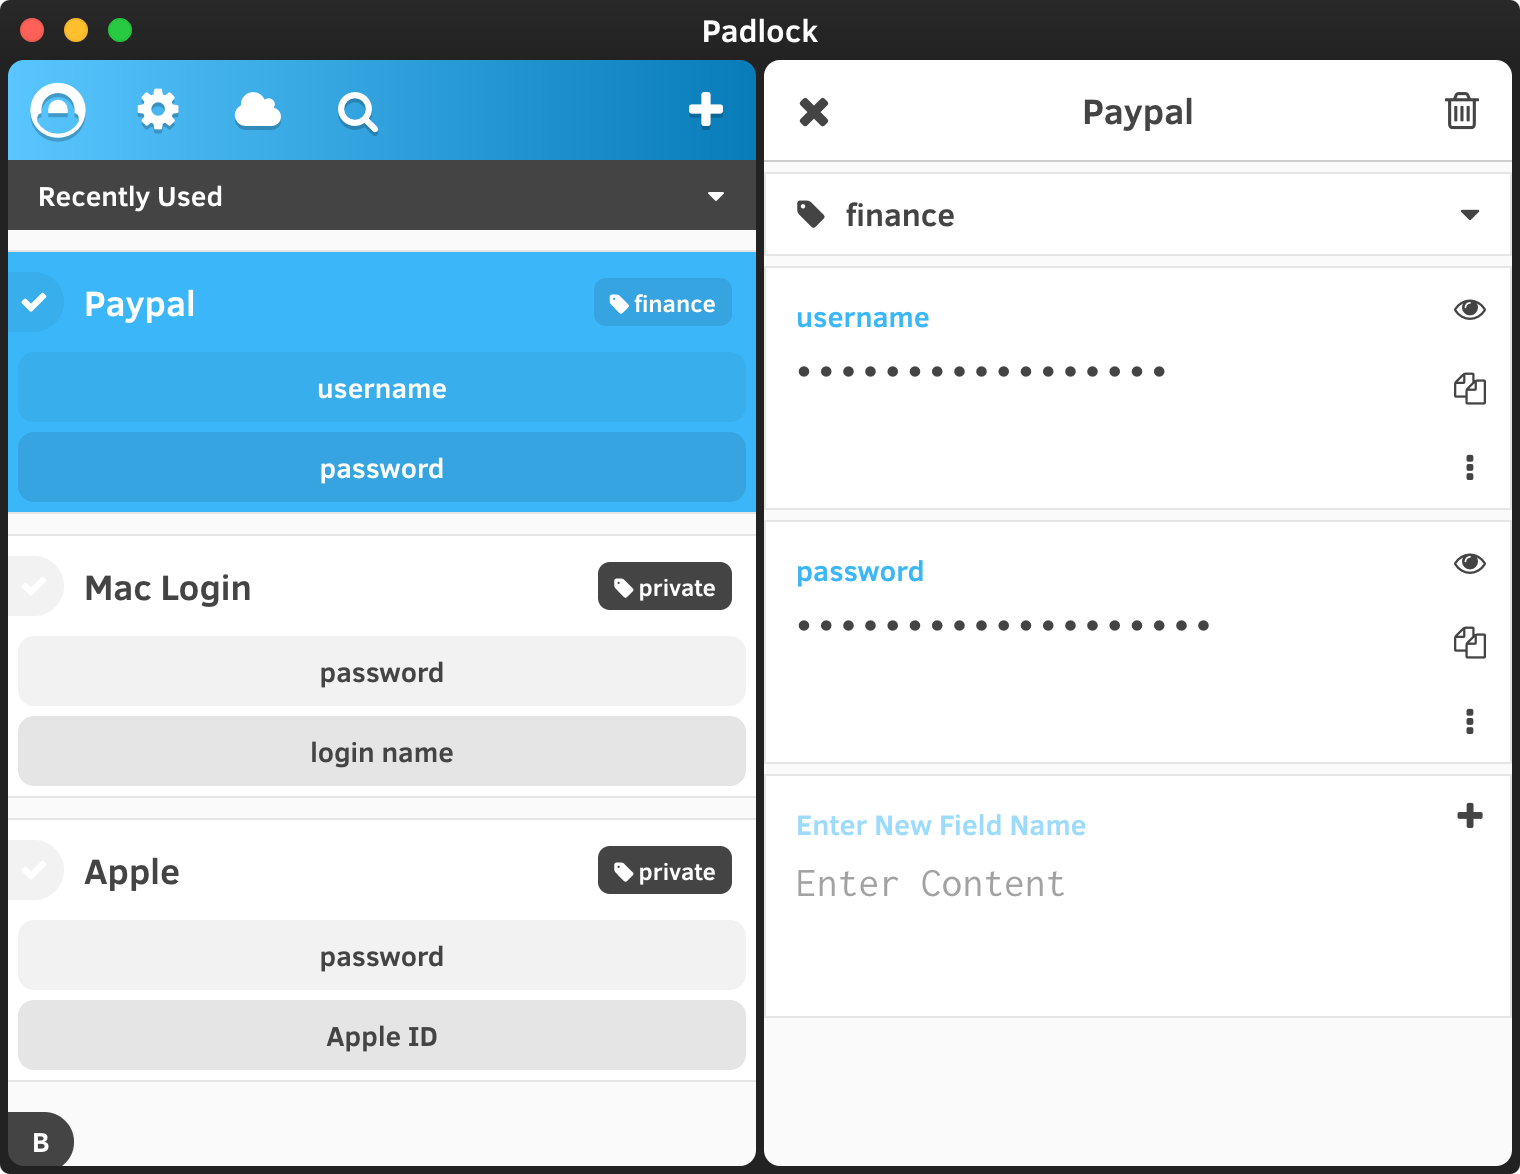 Padlock
Recently Used
Paypal
finance
username
password
Mac Login
private
password
login name
Apple
private
password
Apple ID
B
Paypal
finance
username
•••••••••••••••••
password
•••••••••••••••••••
Enter New Field Name
Enter Content